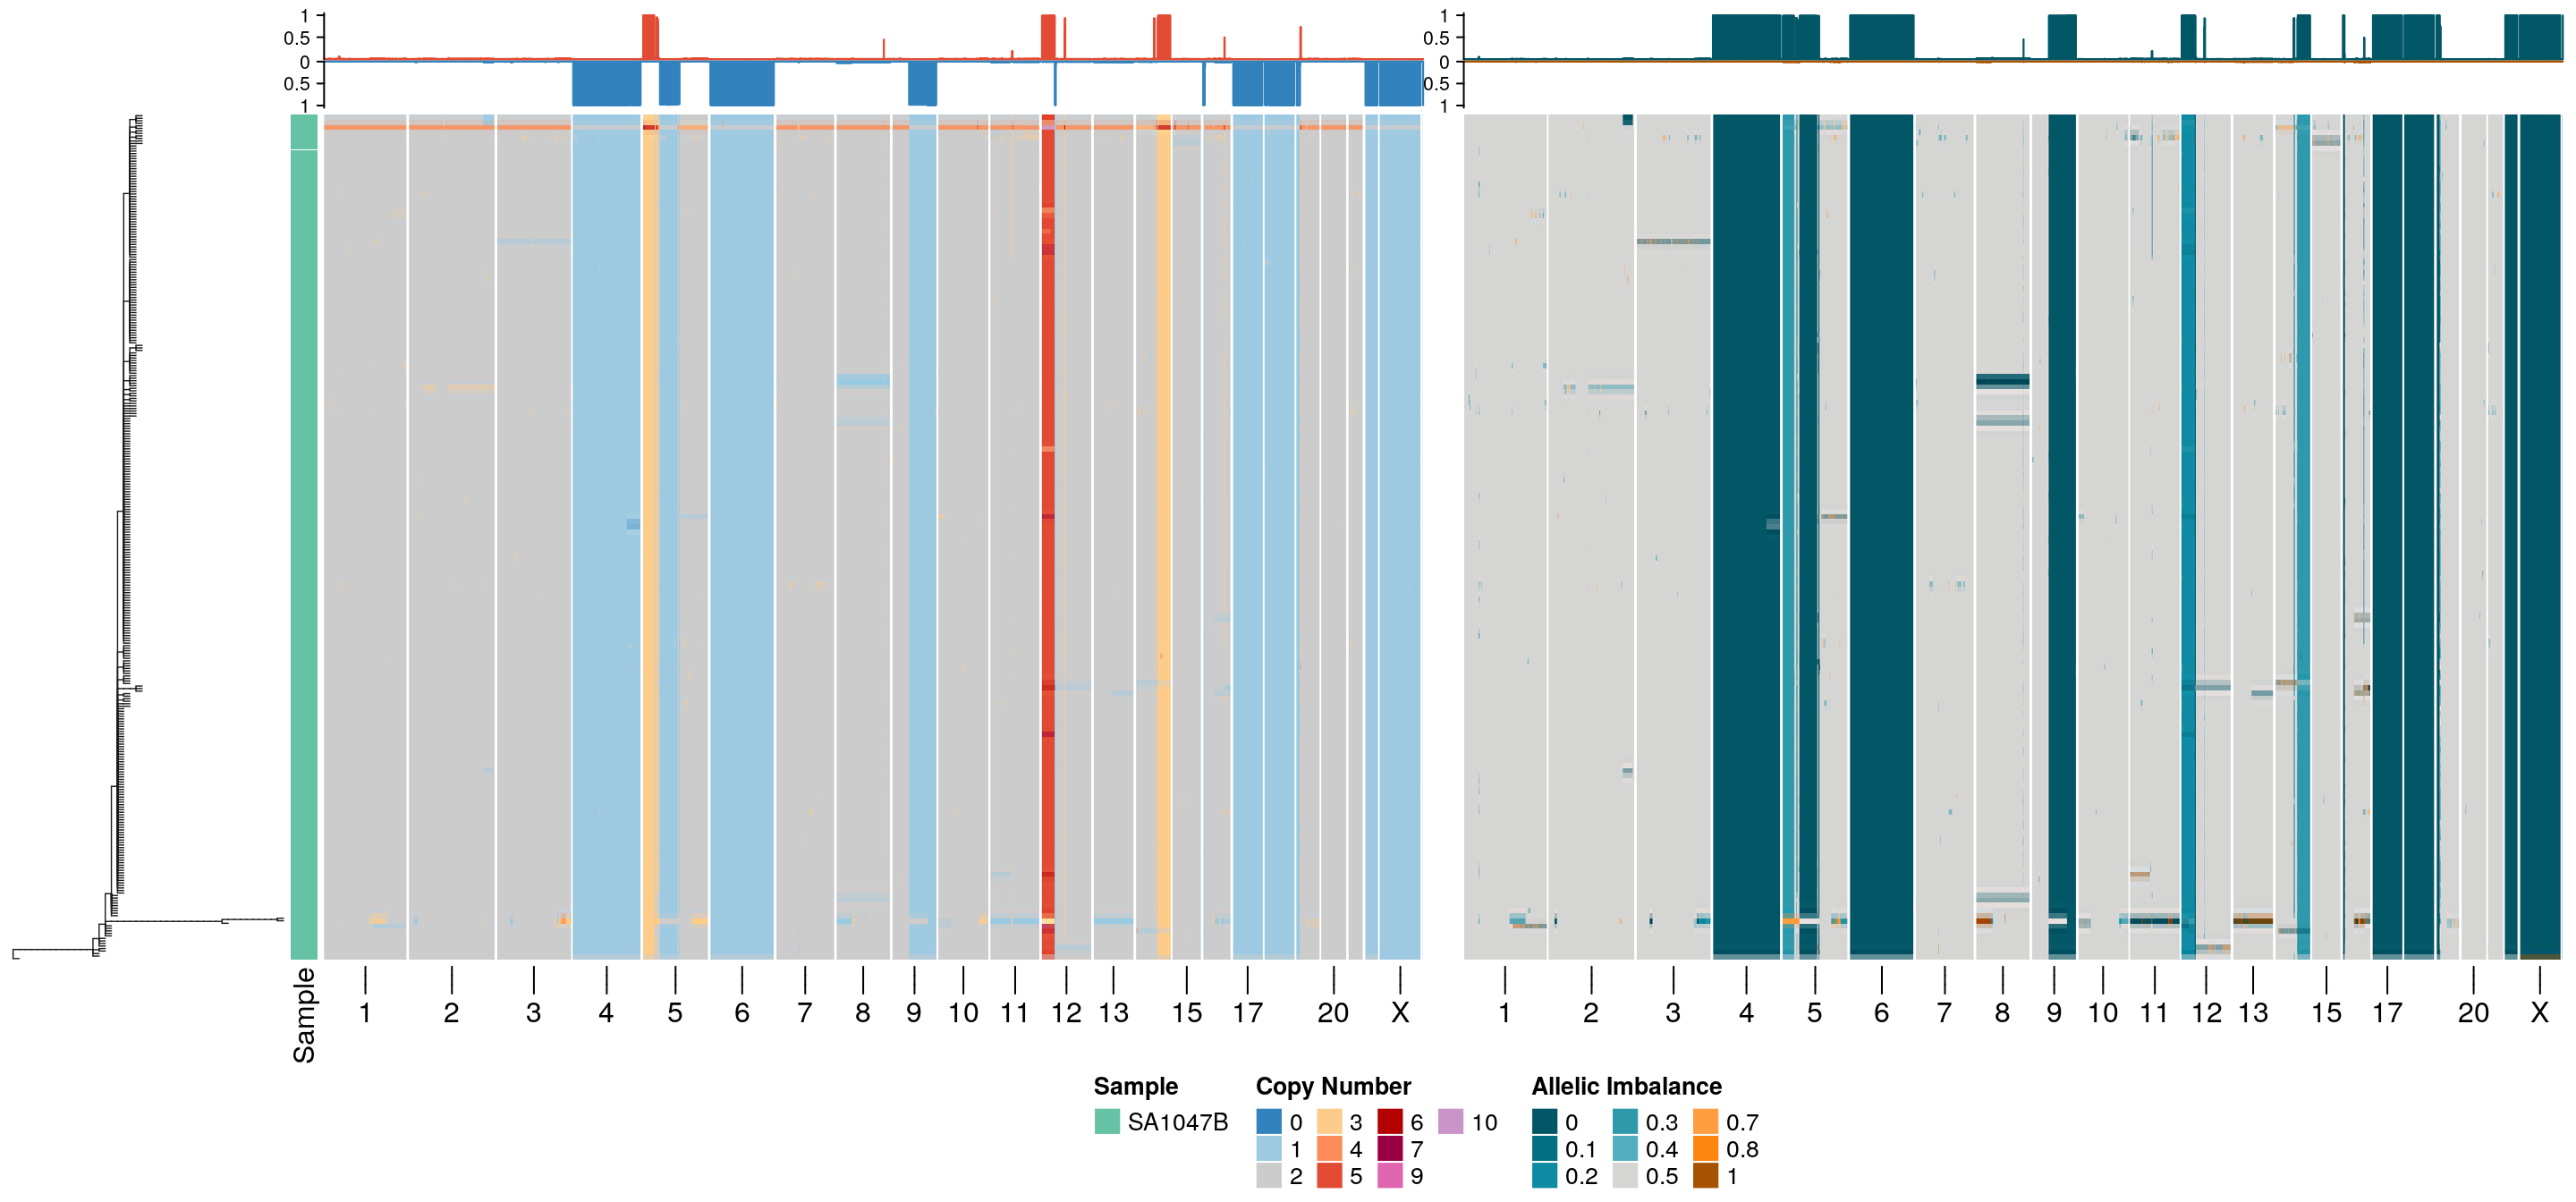 1 1
0.5 0.5
0 0
0.5 0.5
1 1
Sample
1 2 3 4 5 6 7 8 9 10 11 12 13 15 17 20 X
1 2 3 4 5 6 7 8 9 10 11 12 13 15 17 20 X
Sample Copy Number Allelic Imbalance
SA1047B 0 3 6 10 0 0.3 0.7
1 4 7 0.1 0.4 0.8
2 5 9 0.2 0.5 1